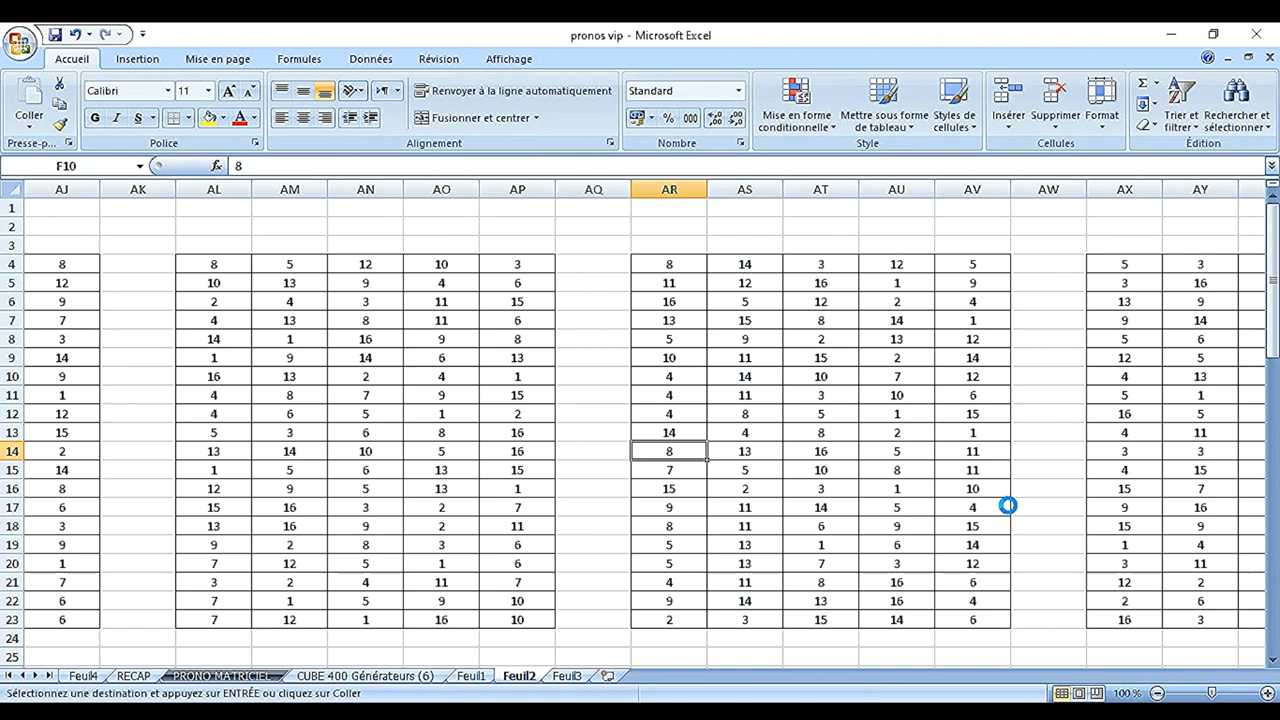 pronos vip - Microsoft Excel
Accueil Insertion Mise en page Formules Données Révision Affichage
Coller
Calibri 11
G I S
Renvoyer à la ligne automatiquement
Fusionner et centrer
Standard
% 000
Mise en forme conditionnelle
Mettre sous forme de tableau
Styles de cellules
Insérer Supprimer Format
Trier et filtrer
Rechercher et sélectionner
Presse-p... Police Alignement Nombre Style Cellules Édition
F10 fx 8
AJ AK AL AM AN AO AP AQ AR AS AT AU AV AW AX AY
1
2
3
4 8 8 5 12 10 3 8 14 3 12 5 5 3
5 12 10 13 9 4 6 11 12 16 1 9 3 16
6 9 2 4 3 11 15 16 5 12 2 4 13 9
7 7 4 13 8 11 6 13 15 8 14 1 9 14
8 3 14 1 16 9 8 5 9 2 13 12 5 6
9 14 1 9 14 6 13 10 11 15 2 14 12 5
10 9 16 13 2 4 1 4 14 10 7 12 4 13
11 1 4 8 7 9 15 4 11 3 10 6 5 1
12 12 4 6 5 1 2 4 8 5 1 15 16 5
13 15 5 3 6 8 16 14 4 8 2 1 4 11
14 2 13 14 10 5 16 8 13 16 5 11 3 3
15 14 1 5 6 13 15 7 5 10 8 11 4 15
16 8 12 9 5 13 1 15 2 3 1 10 15 7
17 6 15 16 3 2 7 9 11 14 5 4 9 16
18 3 13 16 9 2 11 8 11 6 9 15 15 9
19 9 9 2 8 3 6 5 13 1 6 14 1 4
20 1 7 12 5 1 6 5 13 7 3 12 3 11
21 7 3 2 4 11 7 4 11 8 16 6 12 2
22 6 7 1 5 9 10 9 14 13 16 4 2 6
23 6 7 12 1 16 10 2 3 15 14 6 16 3
24
25
Feuil4 RECAP PRONO MATRICIEL CUBE 400 Générateurs (6) Feuil1 Feuil2 Feuil3
Sélectionnez une destination et appuyez sur ENTRÉE ou cliquez sur Coller 100 %